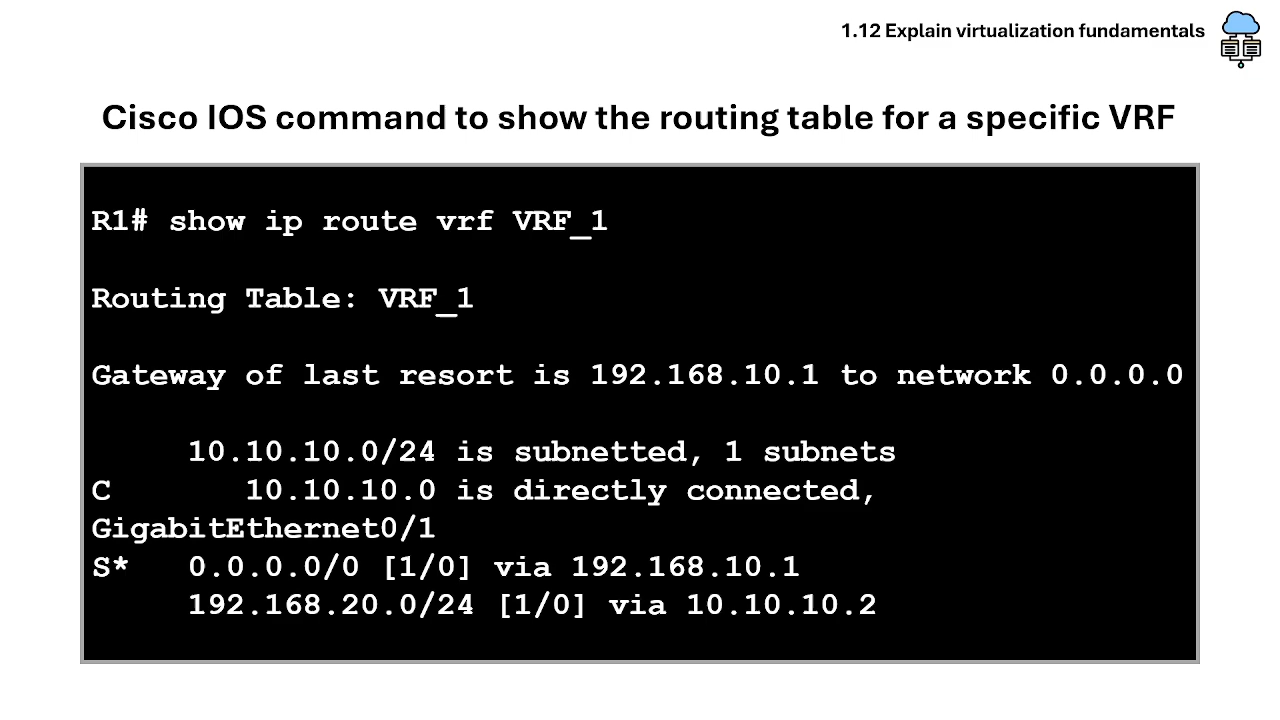 1.12 Explain virtualization fundamentals
Cisco IOS command to show the routing table for a specific VRF
R1# show ip route vrf VRF_1
Routing Table: VRF_1
Gateway of last resort is 192.168.10.1 to network 0.0.0.0
10.10.10.0/24 is subnetted, 1 subnets
C 10.10.10.0 is directly connected,
GigabitEthernet0/1
S* 0.0.0.0/0 [1/0] via 192.168.10.1
192.168.20.0/24 [1/0] via 10.10.10.2